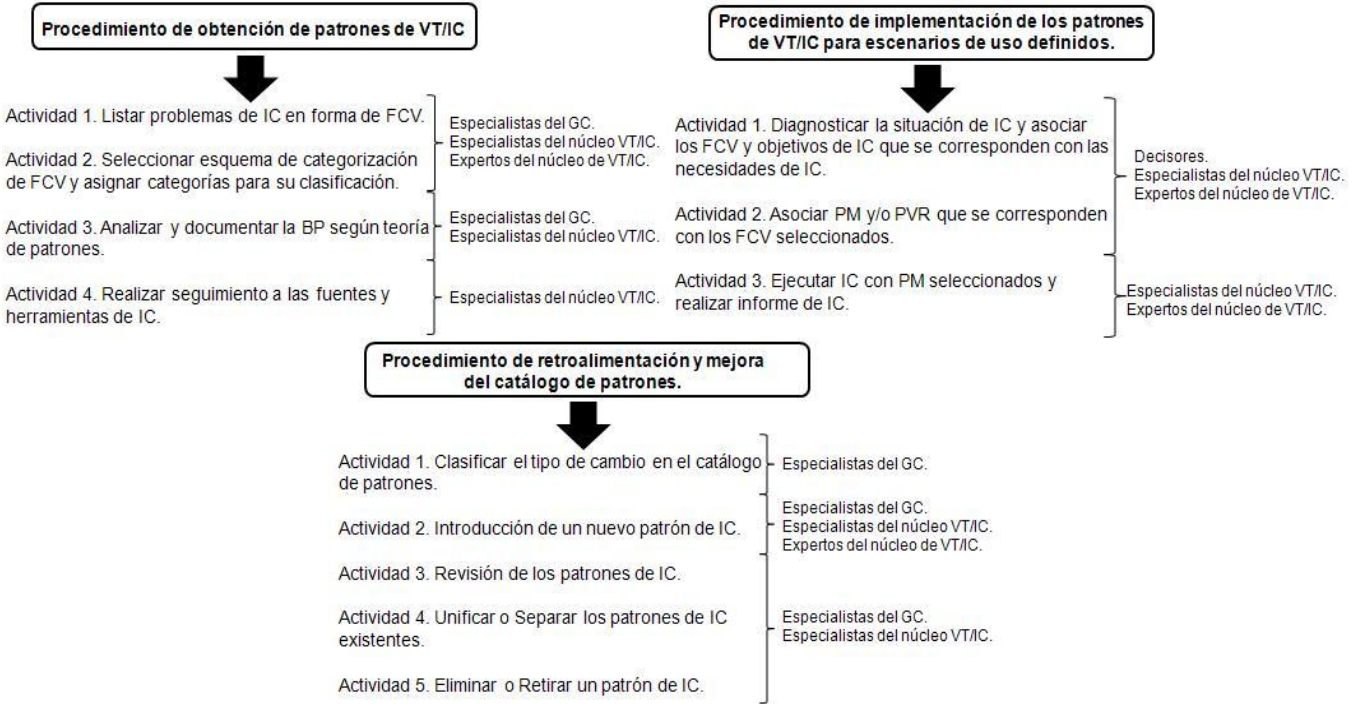 Procedimiento de obtención de patrones de VT/IC
Actividad 1. Listar problemas de IC en forma de FCV.
Actividad 2. Seleccionar esquema de categorización
de FCV y asignar categorías para su clasificación.
Especialistas del GC.
Especialistas del núcleo VT/IC.
Expertos del núcleo de VT/IC.
Actividad 3. Analizar y documentar la BP según teoría
de patrones.
Especialistas del GC.
Especialistas del núcleo VT/IC.
Actividad 4. Realizar seguimiento a las fuentes y
herramientas de IC.
Especialistas del núcleo VT/IC.
Procedimiento de implementación de los patrones
de VT/IC para escenarios de uso definidos.
Actividad 1. Diagnosticar la situación de IC y asociar
los FCV y objetivos de IC que se corresponden con las
necesidades de IC.
Actividad 2. Asociar PM y/o PVR que se corresponden
con los FCV seleccionados.
Decisores.
Especialistas del núcleo VT/IC.
Expertos del núcleo de VT/IC.
Actividad 3. Ejecutar IC con PM seleccionados y
realizar informe de IC.
Especialistas del núcleo VT/IC.
Expertos del núcleo de VT/IC.
Procedimiento de retroalimentación y mejora
del catálogo de patrones.
Actividad 1. Clasificar el tipo de cambio en el catálogo
de patrones.
Especialistas del GC.
Actividad 2. Introducción de un nuevo patrón de IC.
Especialistas del GC.
Especialistas del núcleo VT/IC.
Expertos del núcleo de VT/IC.
Actividad 3. Revisión de los patrones de IC.
Actividad 4. Unificar o Separar los patrones de IC
existentes.
Actividad 5. Eliminar o Retirar un patrón de IC.
Especialistas del GC.
Especialistas del núcleo VT/IC.